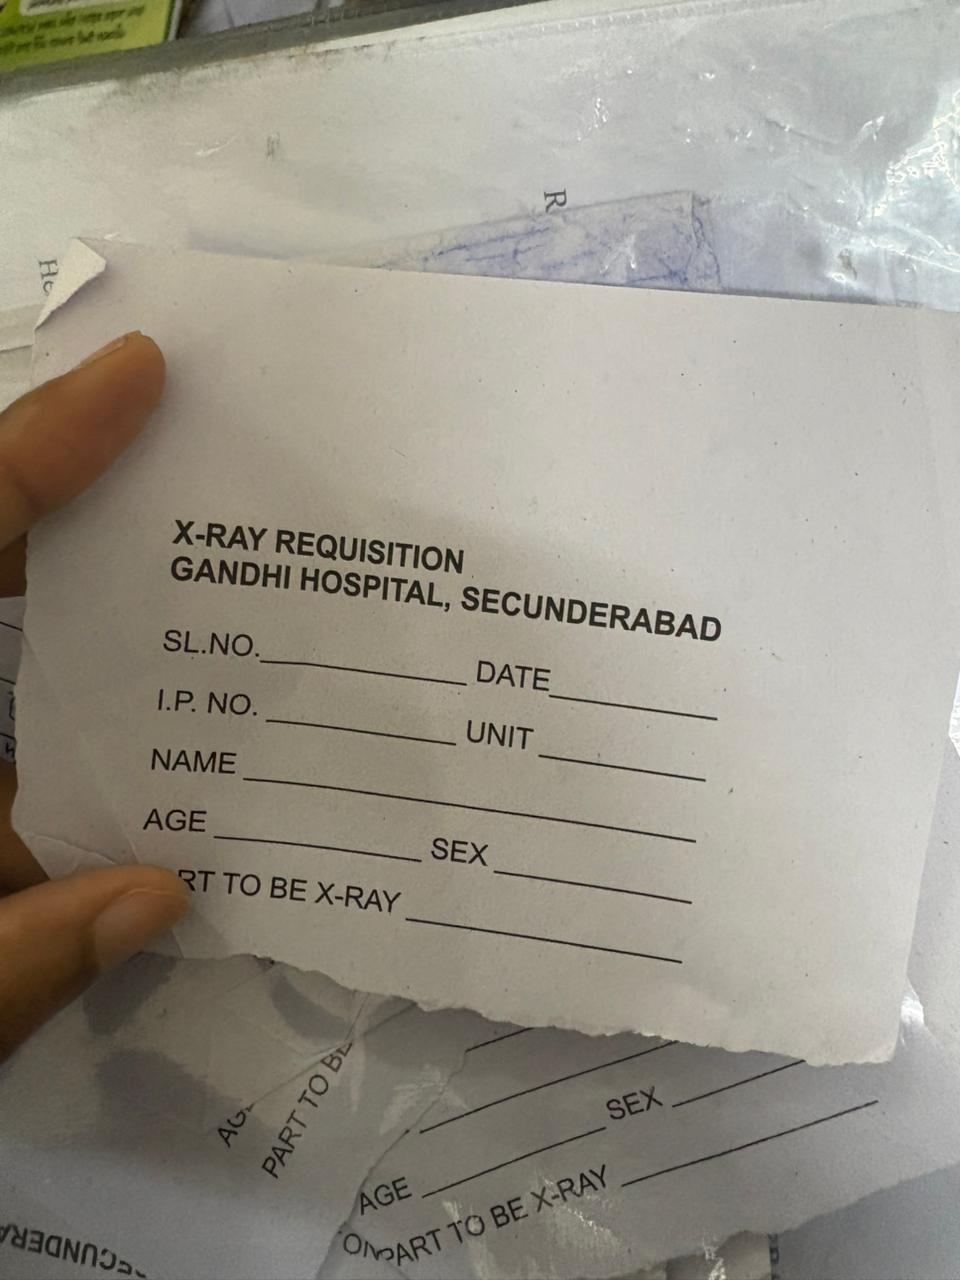 R
He
X-RAY REQUISITION
GANDHI HOSPITAL, SECUNDERABAD
SL.NO. DATE
I.P. NO. UNIT
NAME
AGE SEX
RT TO BE X-RAY
PART TO BE
SEX
AGE
PART TO BE X-RAY